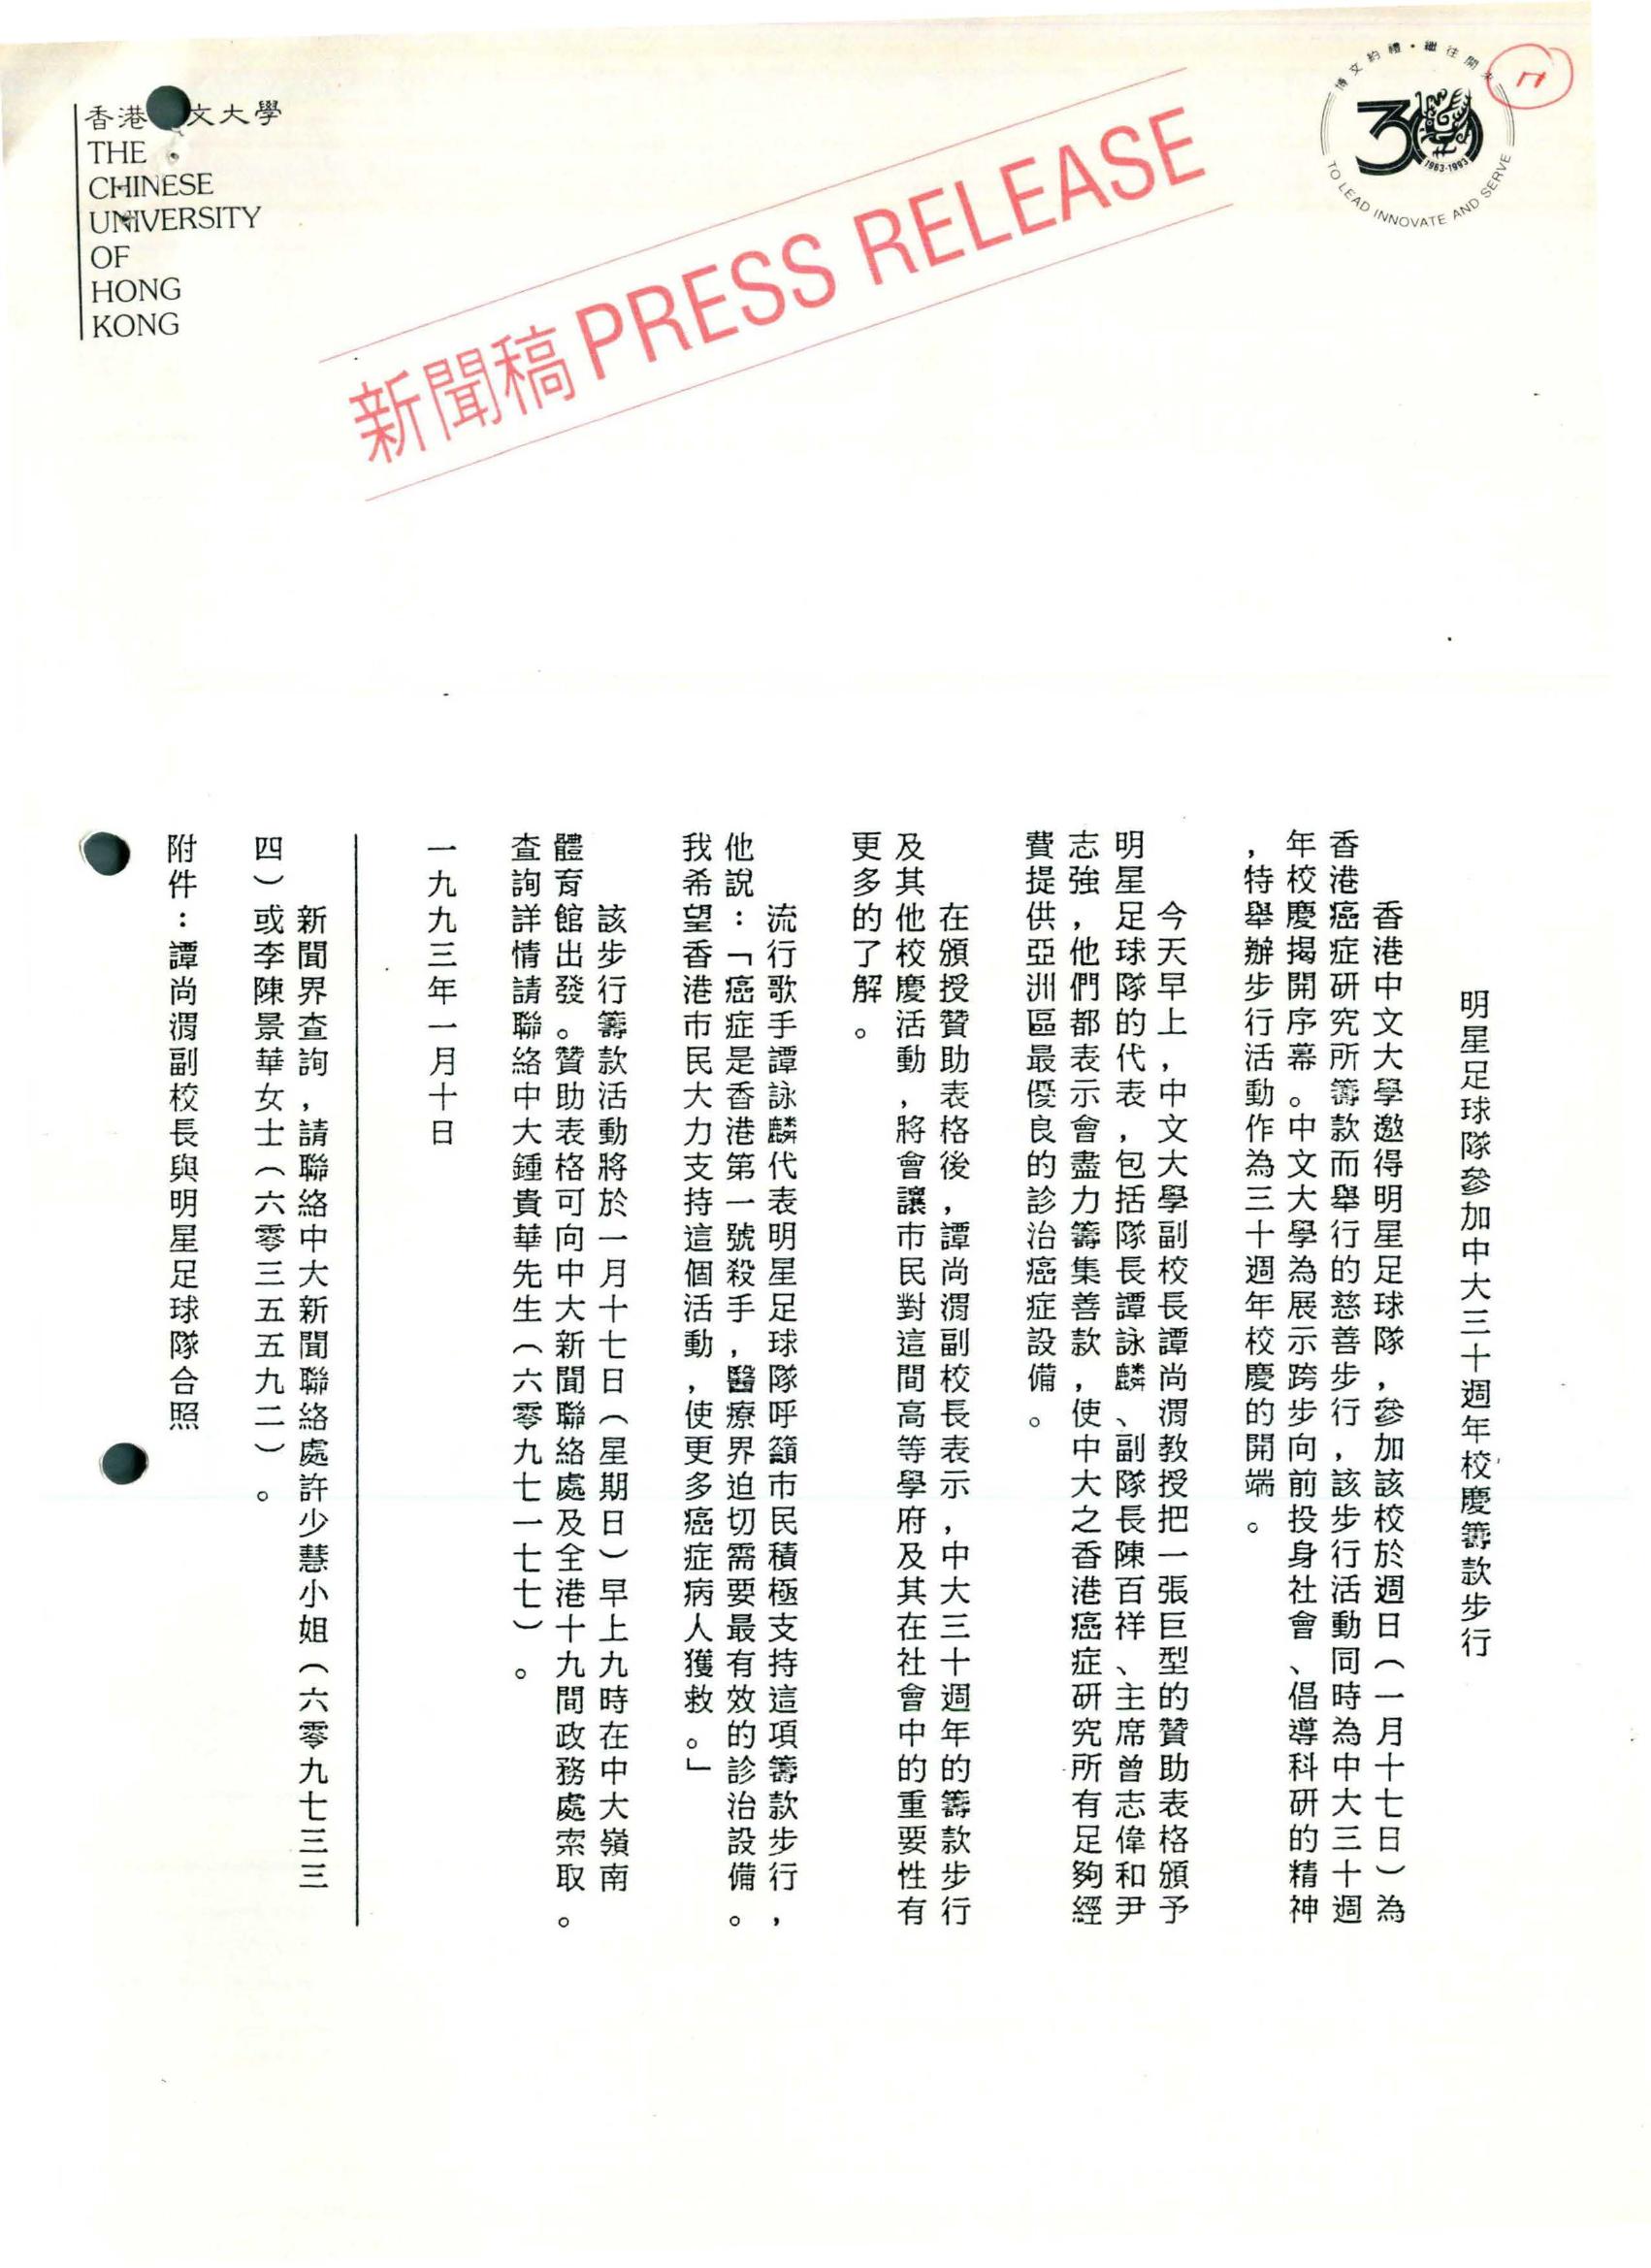 香港文大學
THE
CHINESE
UNIVERSITY
OF
HONG
KONG
新聞稿 PRESS RELEASE
博文約禮・繼往開來
30
1963-1993
TO LEAD INNOVATE AND SERVE
明星足球隊參加中大三十週年校慶籌款步行
香港中文大學邀得明星足球隊，參加該校於週日（一月十七日）為
香港癌症研究所籌款而舉行的慈善步行，該步行活動同時為中大三十週
年校慶揭開序幕。中文大學為展示跨步向前投身社會、倡導科研的精神
，特舉辦步行活動作為三十週年校慶的開端。
今天早上，中文大學副校長譚尚渭教授把一張巨型的贊助表格頒予
明星足球隊的代表，包括隊長譚詠麟、副隊長陳百祥、主席曾志偉和尹
志強，他們都表示會盡力籌集善款，使中大之香港癌症研究所有足夠經
費提供亞洲區最優良的診治癌症設備。
在頒授贊助表格後，譚尚渭副校長表示，中大三十週年的籌款步行
及其他校慶活動，將會讓市民對這間高等學府及其在社會中的重要性有
更多的了解。
流行歌手譚詠麟代表明星足球隊呼籲市民積極支持這項籌款步行，
他說：「癌症是香港第一號殺手，醫療界迫切需要最有效的診治設備。
我希望香港市民大力支持這個活動，使更多癌症病人獲救。」
該步行籌款活動將於一月十七日（星期日）早上九時在中大嶺南
體育館出發。贊助表格可向中大新聞聯絡處及全港十九間政務處索取。
查詢詳情請聯絡中大鍾貴華先生（六零九七一七七）。
一九九三年一月十日
新聞界查詢，請聯絡中大新聞聯絡處許少慧小姐（六零九七三三
四）或李陳景華女士（六零三五五九二）。
附件：譚尚渭副校長與明星足球隊合照